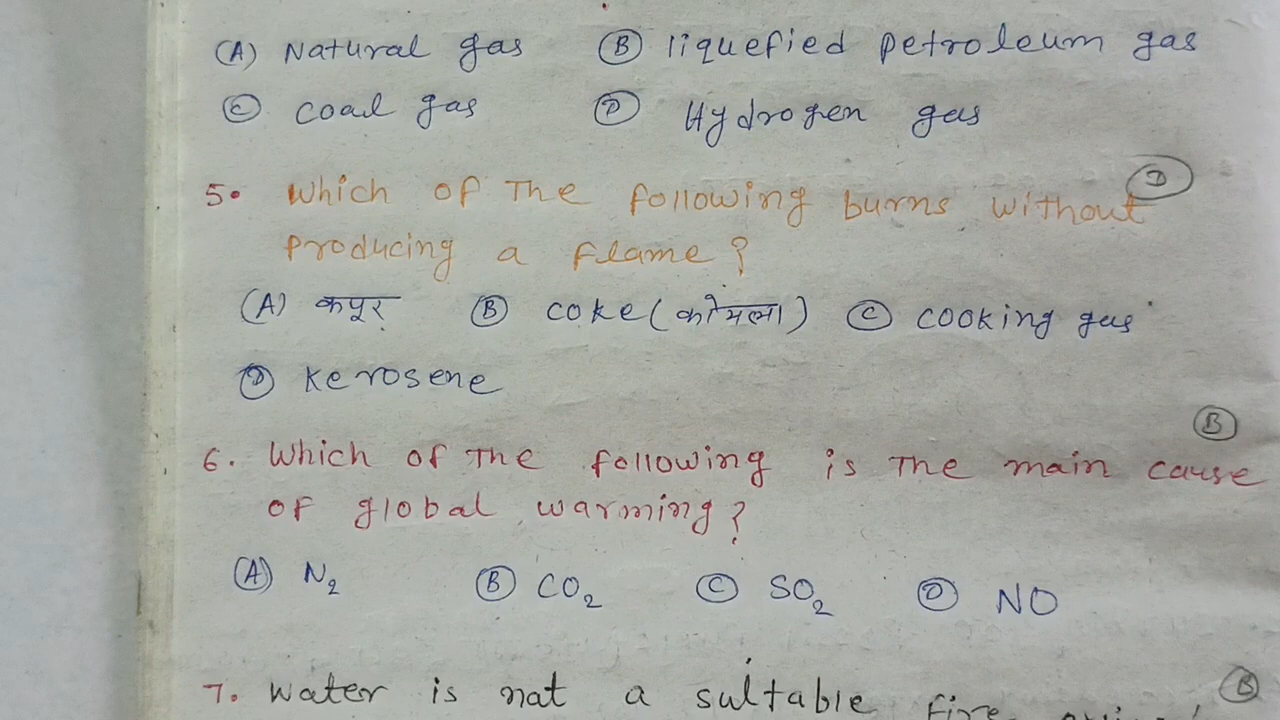 (A) Natural gas (B) liquefied petroleum gas
(C) coal gas (D) Hydrogen gas
(D)
5. Which of The following burns without
producing a flame?
(A) कपूर (B) coke (कोयला) (C) cooking gas
(D) Kerosene
(B)
6. Which of The following is The main cause
of global warming?
(A) N₂ (B) CO₂ (C) SO₂ (D) NO
(B)
7. Water is not a sultable fire